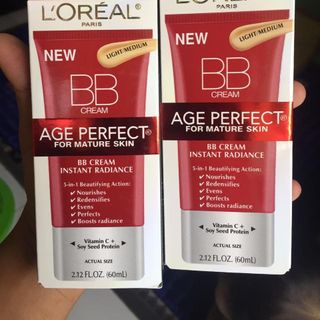 L'ORÉAL
PARIS
NEW
LIGHT/MEDIUM
BB
CREAM
AGE PERFECT®
FOR MATURE SKIN
BB CREAM
INSTANT RADIANCE
5-in-1 Beautifying Action:
✓ Nourishes
✓ Redensifies
✓ Evens
✓ Perfects
✓ Boosts radiance
Vitamin C +
Soy Seed Protein
ACTUAL SIZE
2.12 FL.OZ. (60mL)
L'ORÉAL
PARIS
NEW
LIGHT/MEDIUM
BB
CREAM
AGE PERFECT®
FOR MATURE SKIN
BB CREAM
INSTANT RADIANCE
5-in-1 Beautifying Action:
✓ Nourishes
✓ Redensifies
✓ Evens
✓ Perfects
✓ Boosts radiance
Vitamin C +
Soy Seed Protein
ACTUAL SIZE
2.12 FL.OZ. (60mL)